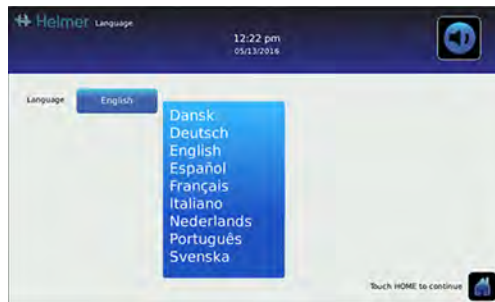 Helmer Language
12:22 pm
05/13/2016
Language English
Dansk
Deutsch
English
Español
Français
Italiano
Nederlands
Português
Svenska
Touch HOME to continue